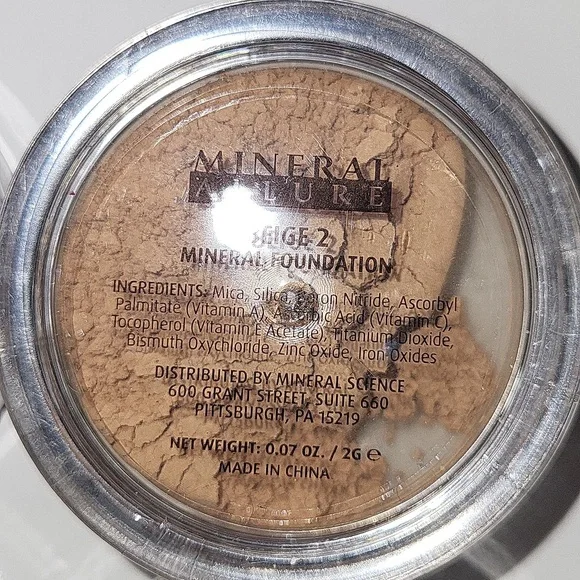 MINERAL
ALLURE
BEIGE 2
MINERAL FOUNDATION
INGREDIENTS: Mica, Silica, Boron Nitride, Ascorbyl
Palmitate (Vitamin A), Ascorbic Acid (Vitamin C),
Tocopherol (Vitamin E Acetate), Titanium Dioxide,
Bismuth Oxychloride, Zinc Oxide, Iron Oxides
DISTRIBUTED BY MINERAL SCIENCE
600 GRANT STREET, SUITE 660
PITTSBURGH, PA 15219
NET WEIGHT: 0.07 OZ. / 2G ℮
MADE IN CHINA